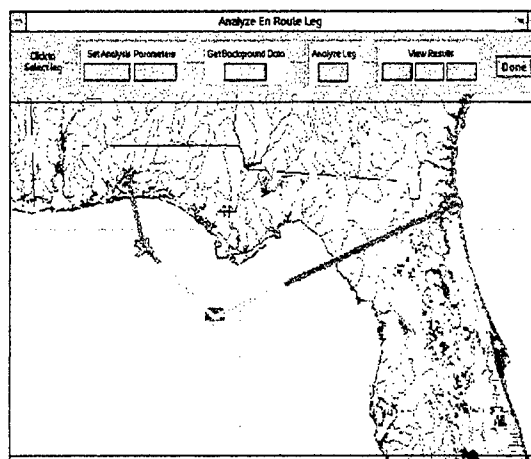 Analyze En Route Leg
Click to Select Leg
Set Analysis Parameters
Get Background Data
Analyze Leg
View Results
Done